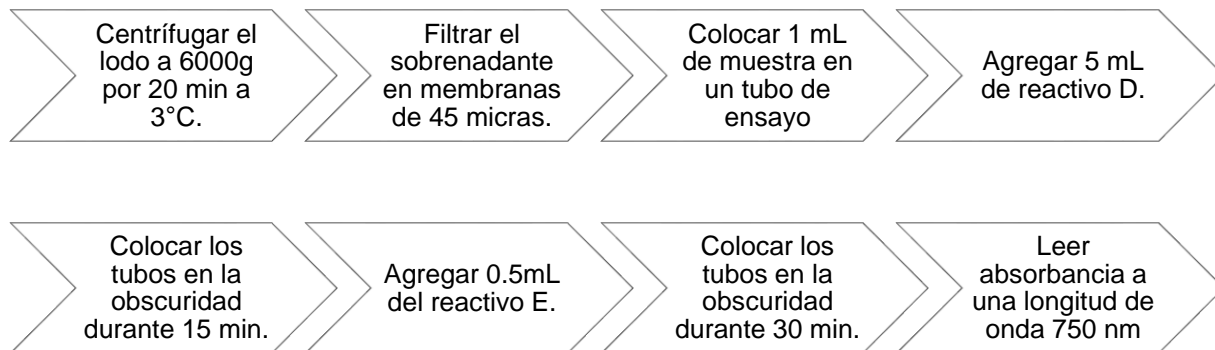 Centrífugar el
lodo a 6000g
por 20 min a
3°C.
Filtrar el
sobrenadante
en membranas
de 45 micras.
Colocar 1 mL
de muestra en
un tubo de
ensayo
Agregar 5 mL
de reactivo D.
Colocar los
tubos en la
obscuridad
durante 15 min.
Agregar 0.5mL
del reactivo E.
Colocar los
tubos en la
obscuridad
durante 30 min.
Leer
absorbancia a
una longitud de
onda 750 nm